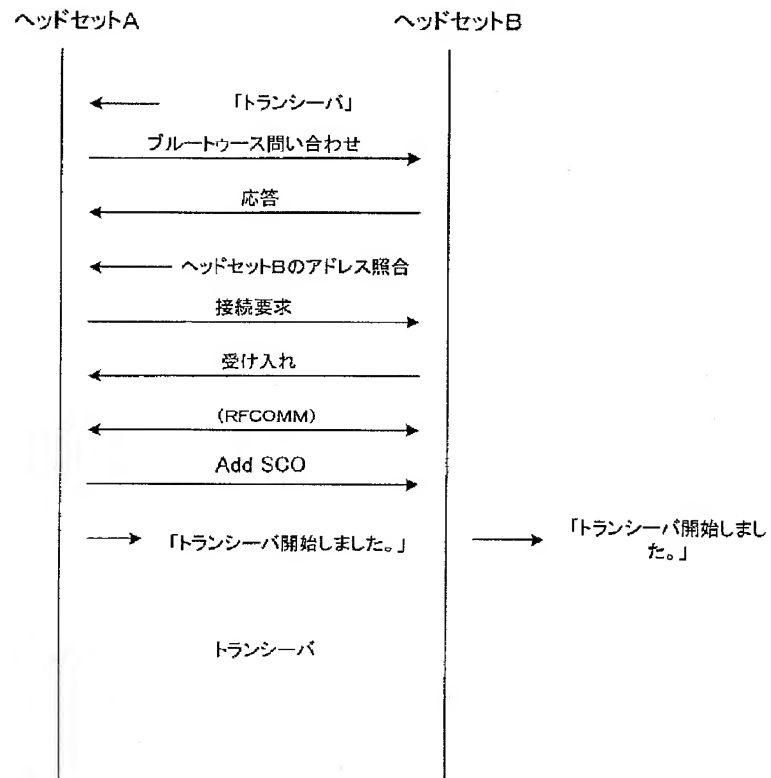 ヘッドセットA
ヘッドセットB
「トランシーバ」
ブルートゥース問い合わせ
応答
ヘッドセットBのアドレス照合
接続要求
受け入れ
(RFCOMM)
Add SCO
「トランシーバ開始しました。」
「トランシーバ開始しまし
た。」
トランシーバ